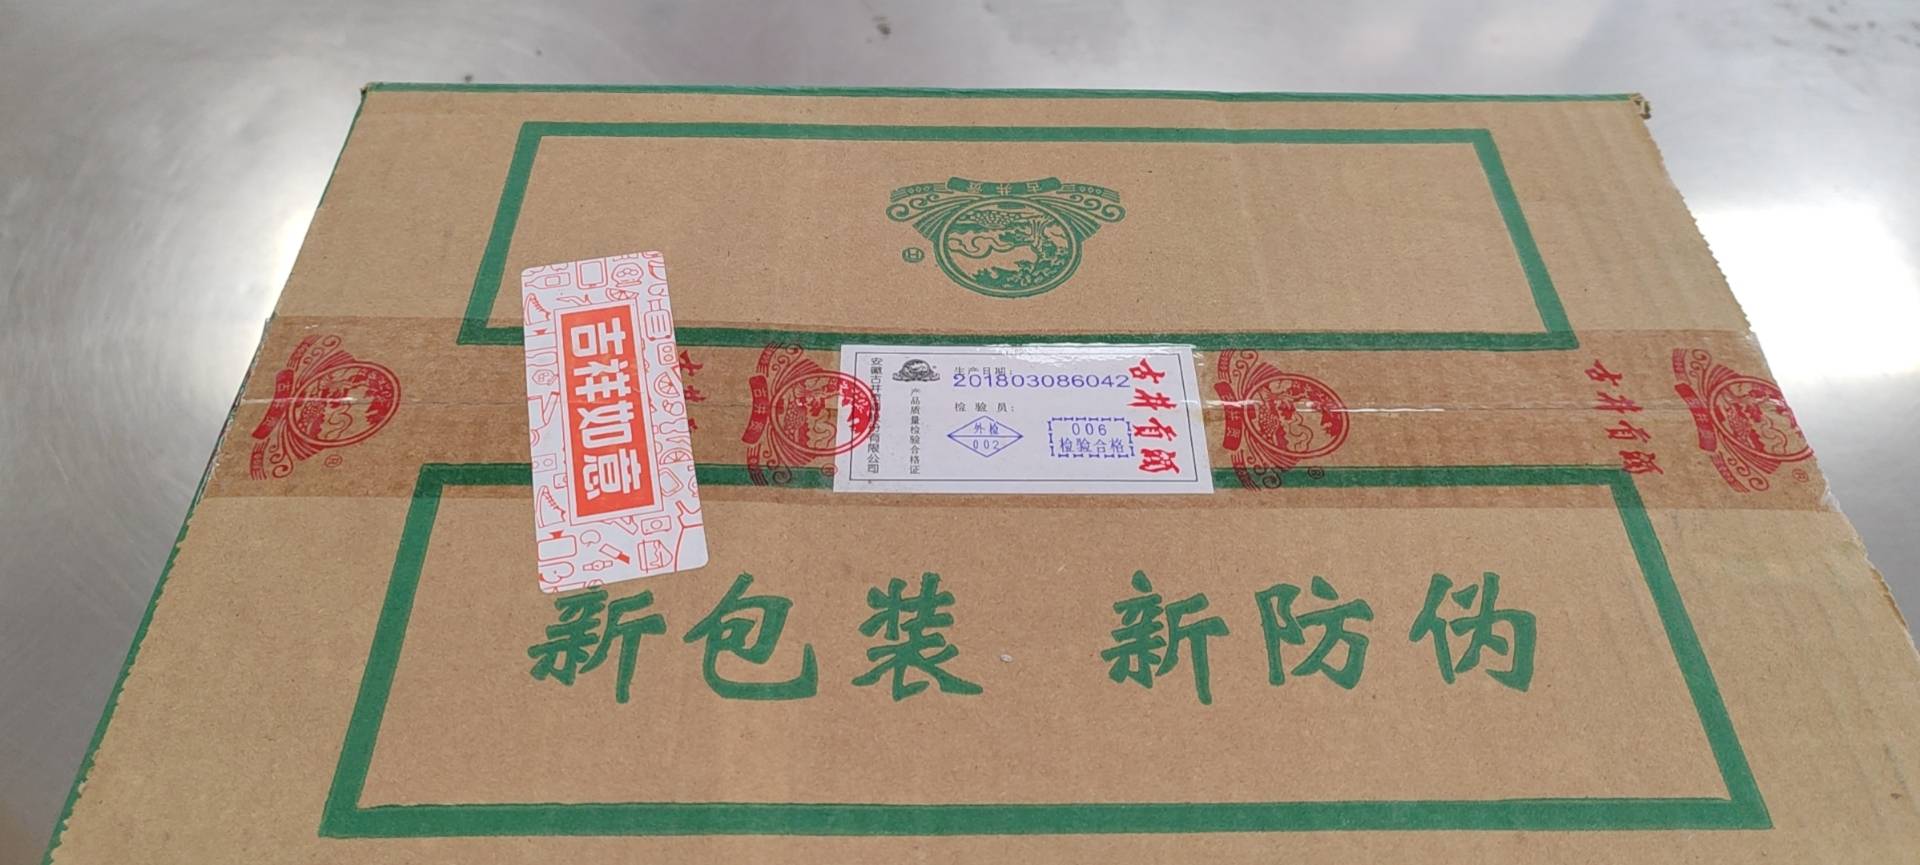 古井贡
吉祥如意
古井贡
古井贡酒
生产日期:
201803086042
检验员:
外检
002
006
检验合格
产品质量检验合格证
古井贡酒
新包装 新防伪